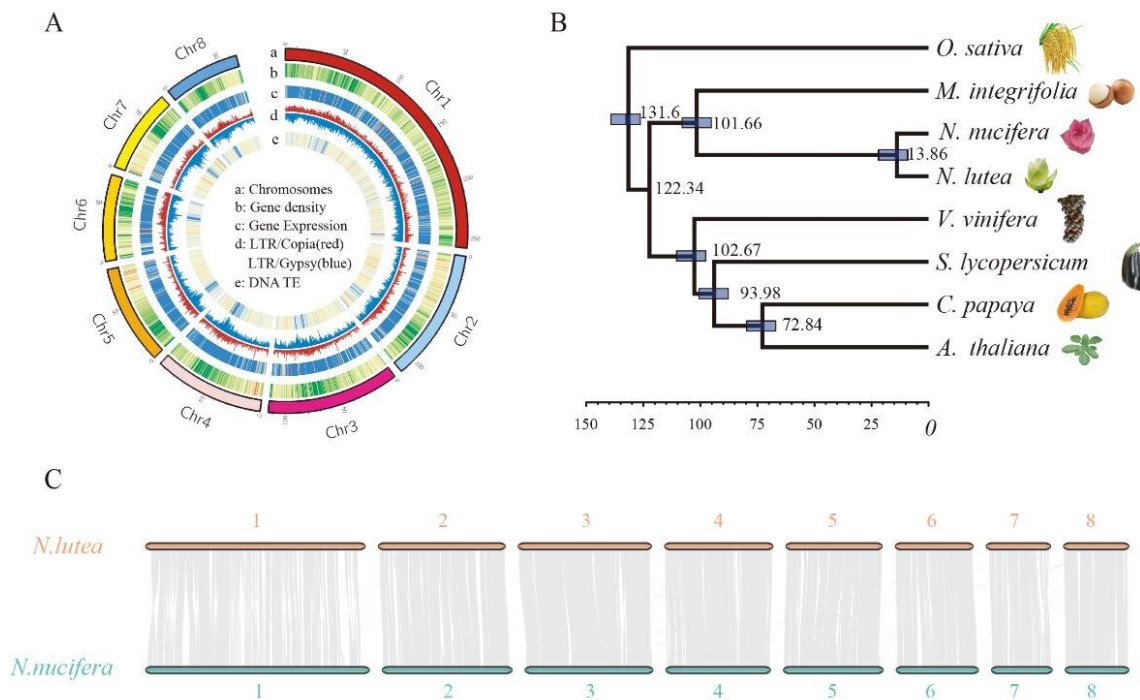 A
a
b
c
d
e
Chr1
Chr2
Chr3
Chr4
Chr5
Chr6
Chr7
Chr8
a: Chromosomes
b: Gene density
c: Gene Expression
d: LTR/Copia(red)
LTR/Gypsy(blue)
e: DNA TE
B
O. sativa
M. integrifolia
N. mucifera
N. lutea
V. vinifera
S. lycopersicum
C. papaya
A. thaliana
131.6
101.66
13.86
122.34
102.67
93.98
72.84
150 125 100 75 50 25 0
C
1 2 3 4 5 6 7 8
N.lutea
N.nucifera
1 2 3 4 5 6 7 8